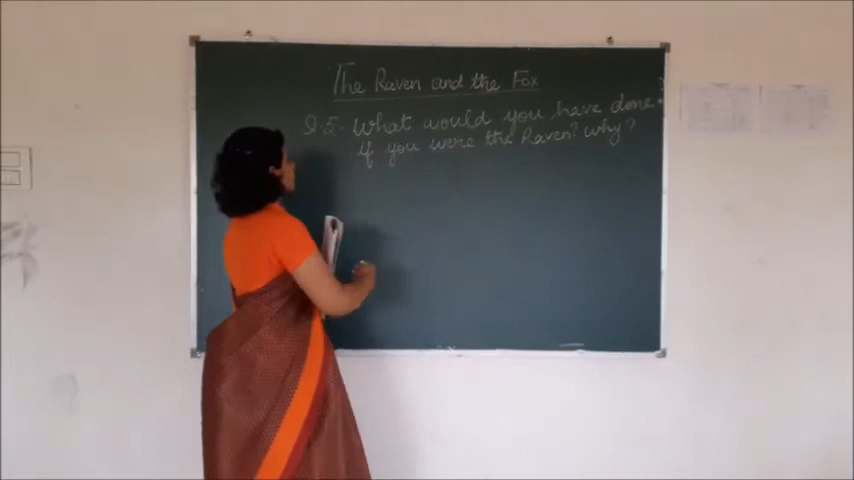 The Raven and the Fox
Q.5. What would you have done
if you were the Raven? why?